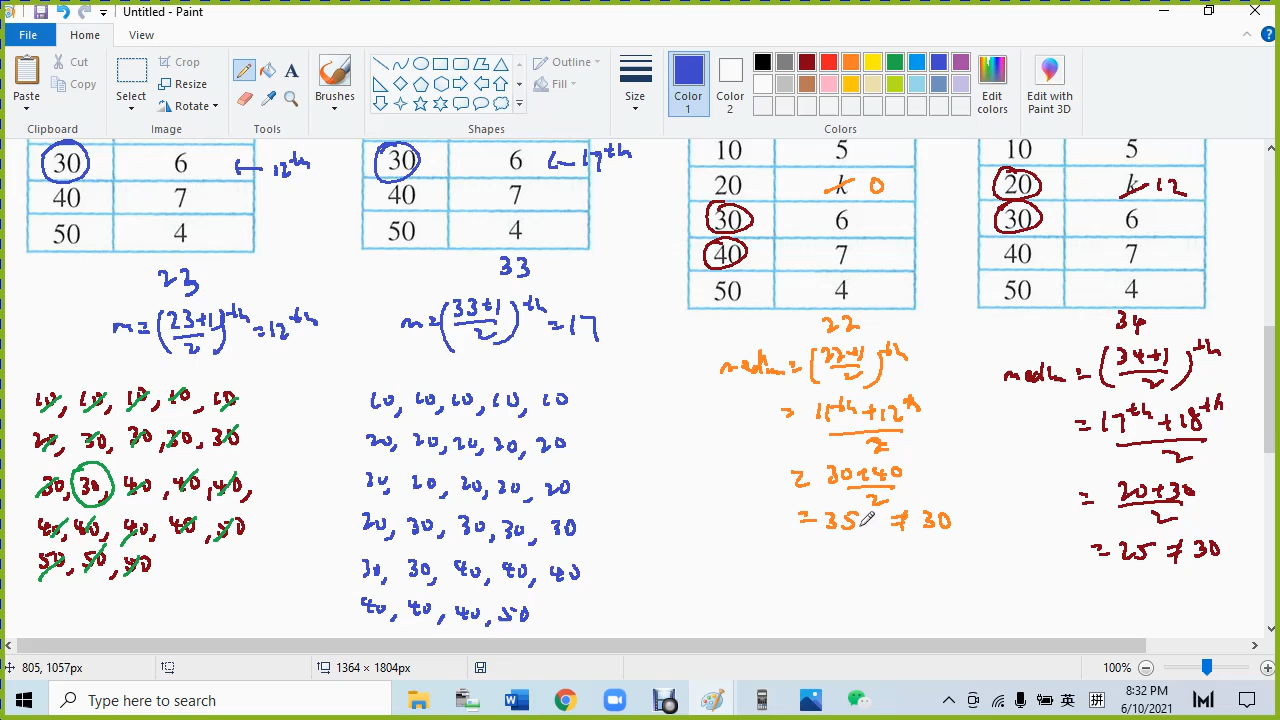 Untitled - Paint
File Home View
Paste
Cut
Copy
Clipboard
Select
Crop
Resize
Rotate
Image
A
Tools
Brushes
Outline
Fill
Shapes
Size
Color 1
Color 2
Edit colors
Edit with Paint 3D
Colors
30 6 ← 12th
40 7
50 4
23
m = (23+1/2)th = 12th
10, 10, 10, 10, 10
20, 30, 30, 30, 30
30, 30, 40, 40, 40,
40, 40, 40, 40, 50
50, 50, 50
30 6 ← 17th
40 7
50 4
33
m = (33+1/2)th = 17
10, 10, 10, 10, 10
20, 20, 20, 20, 20
20, 20, 20, 20, 20
20, 30, 30, 30, 30
30, 30, 40, 40, 40
40, 40, 40, 50
10 5
20 k 0
30 6
40 7
50 4
22
median = (22+1/2)th
= 11th + 12th / 2
= 30+40 / 2
= 35 ≠ 30
10 5
20 k 12
30 6
40 7
50 4
34
median = (34+1/2)th
= 17th + 18th / 2
= 20+30 / 2
= 25 ≠ 30
805, 1057px
1364 × 1804px
100%
Type here to search
英
拼
8:32 PM
6/10/2021